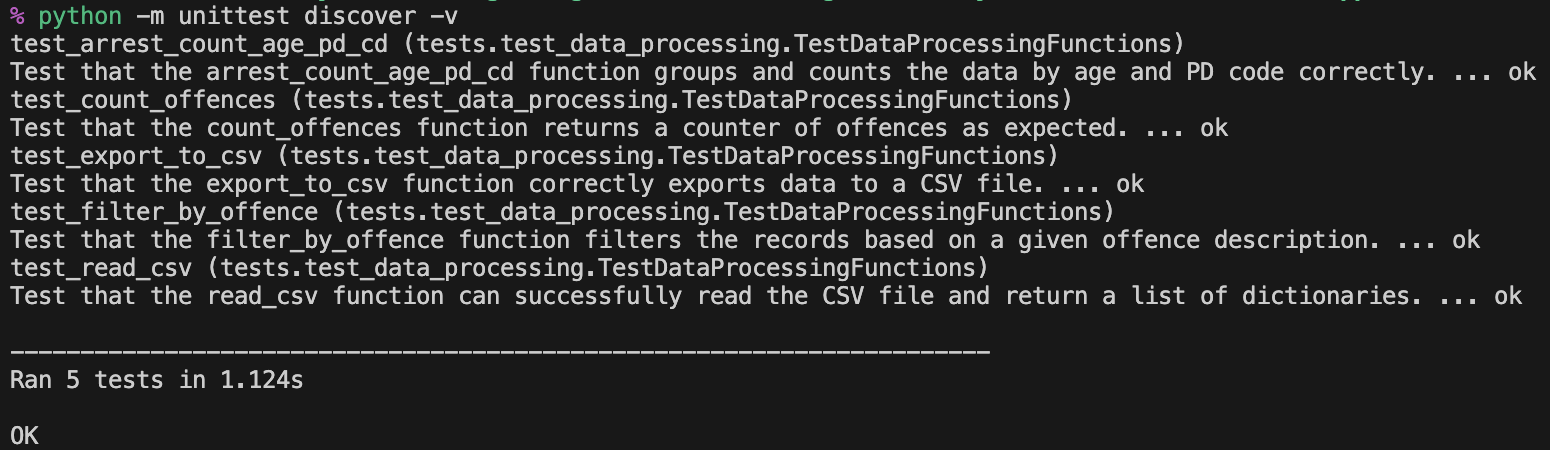 % python -m unittest discover -v
test_arrest_count_age_pd_cd (tests.test_data_processing.TestDataProcessingFunctions)
Test that the arrest_count_age_pd_cd function groups and counts the data by age and PD code correctly. ... ok
test_count_offences (tests.test_data_processing.TestDataProcessingFunctions)
Test that the count_offences function returns a counter of offences as expected. ... ok
test_export_to_csv (tests.test_data_processing.TestDataProcessingFunctions)
Test that the export_to_csv function correctly exports data to a CSV file. ... ok
test_filter_by_offence (tests.test_data_processing.TestDataProcessingFunctions)
Test that the filter_by_offence function filters the records based on a given offence description. ... ok
test_read_csv (tests.test_data_processing.TestDataProcessingFunctions)
Test that the read_csv function can successfully read the CSV file and return a list of dictionaries. ... ok
----------------------------------------------------------------------
Ran 5 tests in 1.124s
OK